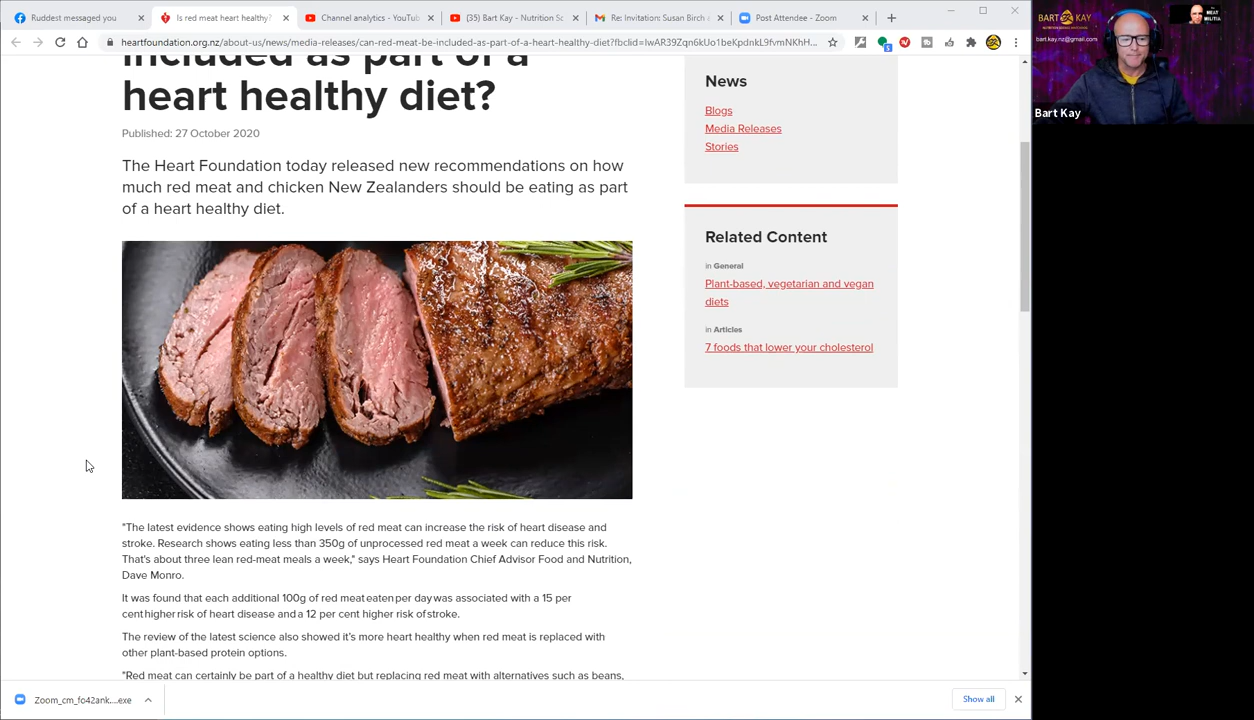 Ruddest messaged you
Is red meat heart healthy?
Channel analytics - YouTub
(35) Bart Kay - Nutrition Sc
Re: Invitation: Susan Birch c
Post Attendee - Zoom
heartfoundation.org.nz/about-us/news/media-releases/can-red-meat-be-included-as-part-of-a-heart-healthy-diet?fbclid=IwAR39Zqn6kUo1beKpdnkL9fvmNKhH...
5
included as part of a
heart healthy diet?
Published: 27 October 2020
The Heart Foundation today released new recommendations on how
much red meat and chicken New Zealanders should be eating as part
of a heart healthy diet.
"The latest evidence shows eating high levels of red meat can increase the risk of heart disease and
stroke. Research shows eating less than 350g of unprocessed red meat a week can reduce this risk.
That's about three lean red-meat meals a week," says Heart Foundation Chief Advisor Food and Nutrition,
Dave Monro.
It was found that each additional 100g of red meat eaten per day was associated with a 15 per
cent higher risk of heart disease and a 12 per cent higher risk of stroke.
The review of the latest science also showed it's more heart healthy when red meat is replaced with
other plant-based protein options.
"Red meat can certainly be part of a healthy diet but replacing red meat with alternatives such as beans,
News
Blogs
Media Releases
Stories
Related Content
in General
Plant-based, vegetarian and vegan
diets
in Articles
7 foods that lower your cholesterol
Zoom_cm_fo42ank....exe
Show all
BART KAY
bart.kay.nz@gmail.com
MEAT
MILITIA
Bart Kay